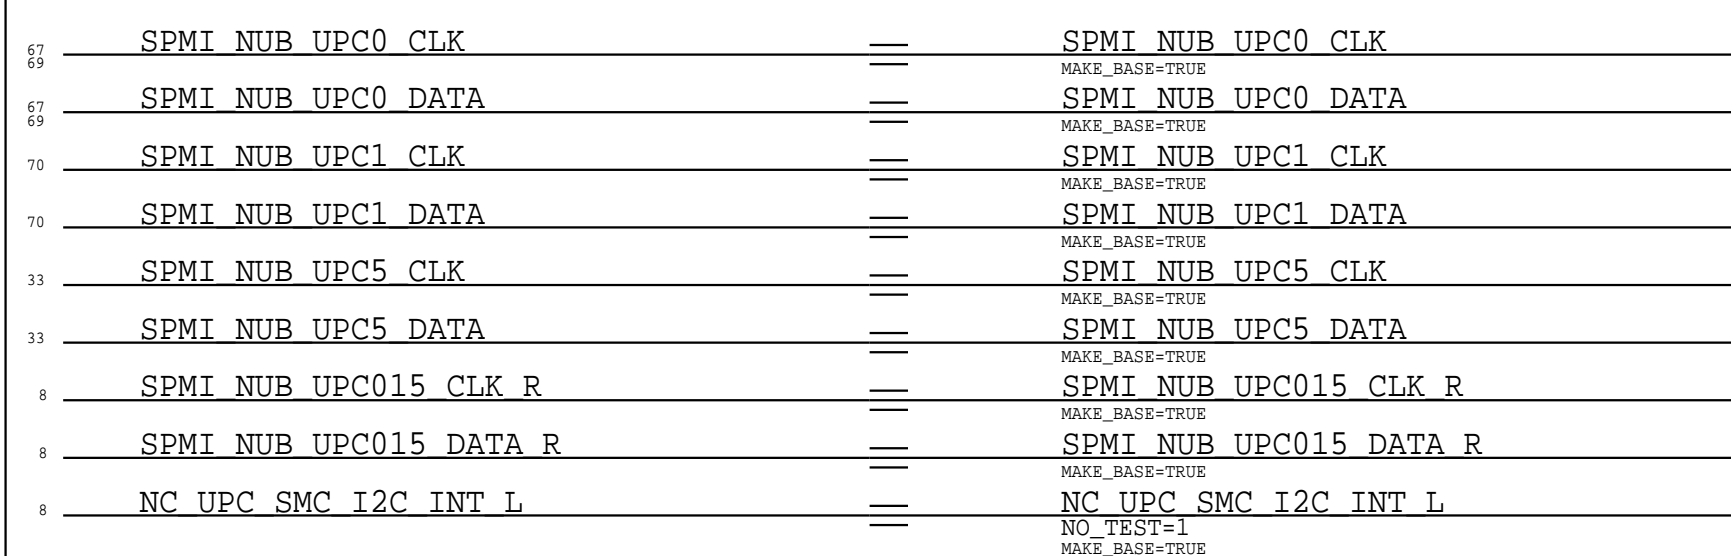 67 SPMI_NUB_UPC0_CLK SPMI_NUB_UPC0_CLK
69 MAKE_BASE=TRUE
67 SPMI_NUB_UPC0_DATA SPMI_NUB_UPC0_DATA
69 MAKE_BASE=TRUE
70 SPMI_NUB_UPC1_CLK SPMI_NUB_UPC1_CLK
MAKE_BASE=TRUE
70 SPMI_NUB_UPC1_DATA SPMI_NUB_UPC1_DATA
MAKE_BASE=TRUE
33 SPMI_NUB_UPC5_CLK SPMI_NUB_UPC5_CLK
MAKE_BASE=TRUE
33 SPMI_NUB_UPC5_DATA SPMI_NUB_UPC5_DATA
MAKE_BASE=TRUE
8 SPMI_NUB_UPC015_CLK_R SPMI_NUB_UPC015_CLK_R
MAKE_BASE=TRUE
8 SPMI_NUB_UPC015_DATA_R SPMI_NUB_UPC015_DATA_R
MAKE_BASE=TRUE
8 NC_UPC_SMC_I2C_INT_L NC_UPC_SMC_I2C_INT_L
NO_TEST=1
MAKE_BASE=TRUE